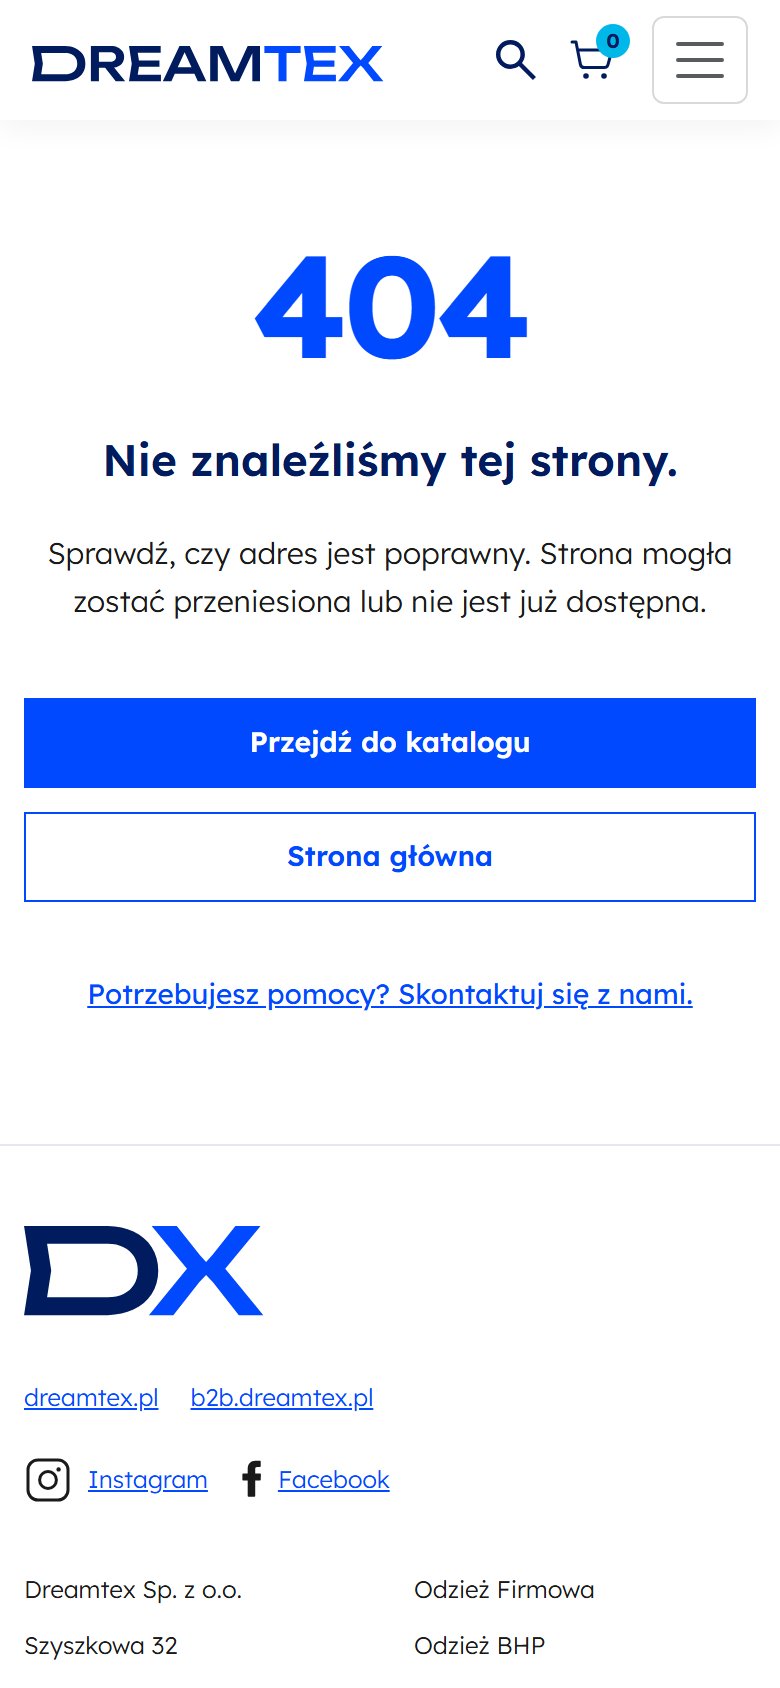 DREAMTEX
0
404
Nie znaleźliśmy tej strony.
Sprawdź, czy adres jest poprawny. Strona mogła
zostać przeniesiona lub nie jest już dostępna.
Przejdź do katalogu
Strona główna
Potrzebujesz pomocy? Skontaktuj się z nami.
DX
dreamtex.pl b2b.dreamtex.pl
Instagram Facebook
Dreamtex Sp. z o.o.
Szyszkowa 32
Odzież Firmowa
Odzież BHP